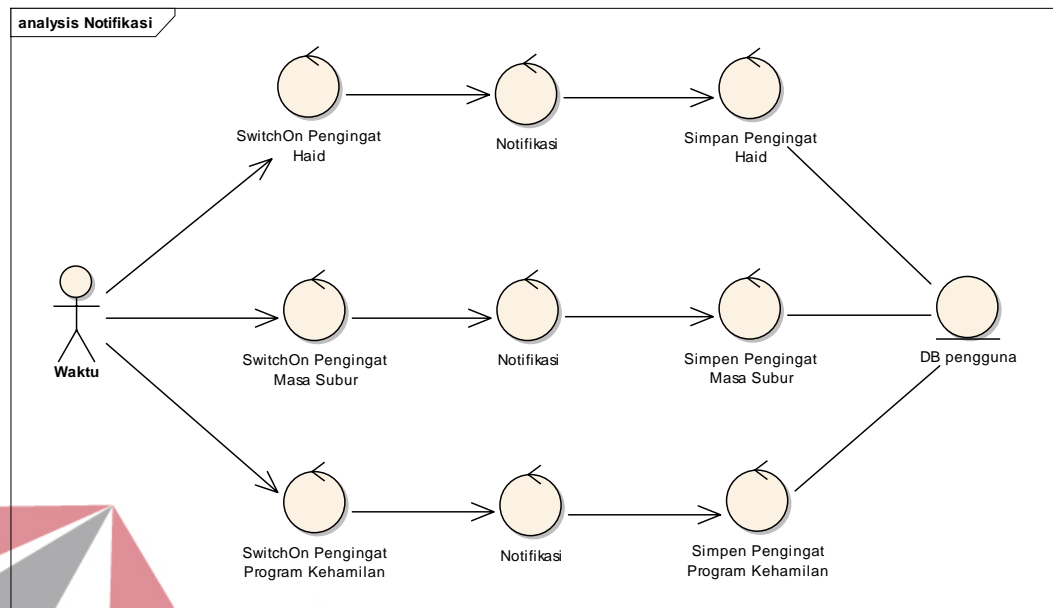 analysis Notifikasi
SwitchOn Pengingat
Haid
Notifikasi
Simpan Pengingat
Haid
Waktu
SwitchOn Pengingat
Masa Subur
Notifikasi
Simpen Pengingat
Masa Subur
DB pengguna
SwitchOn Pengingat
Program Kehamilan
Notifikasi
Simpen Pengingat
Program Kehamilan